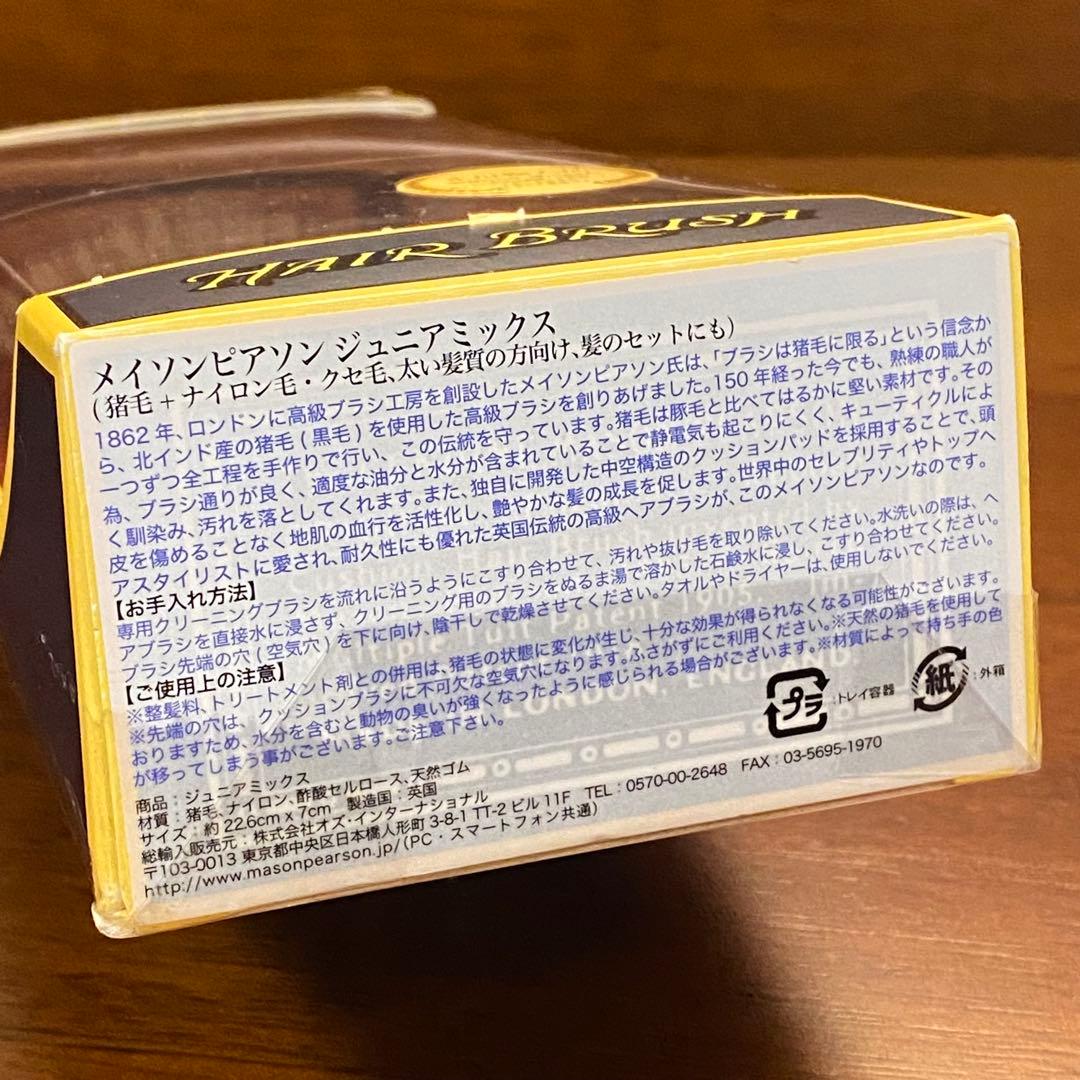 HAIR BRUSH
メイソンピアソン ジュニアミックス
(猪毛+ナイロン毛・クセ毛、太い髪質の方向け、髪のセットにも)
1862年、ロンドンに高級ブラシ工房を創設したメイソンピアソン氏は、「ブラシは猪毛に限る」という信念か
ら、北インド産の猪毛(黒毛)を使用した高級ブラシを創りあげました。150年経った今でも、熟練の職人が
一つずつ全工程を手作りで行い、この伝統を守っています。猪毛は豚毛と比べてはるかに堅い素材です。その
為、ブラシ通りが良く、適度な油分と水分が含まれていることで静電気も起こりにくく、キューティクルによ
く馴染み、汚れを落としてくれます。また、独自に開発した中空構造のクッションパッドを採用することで、頭
皮を傷めることなく地肌の血行を活性化し、艶やかな髪の成長を促します。世界中のセレブリティやトップヘ
アスタイリストに愛され、耐久性にも優れた英国伝統の高級ヘアブラシが、このメイソンピアソンなのです。
【お手入れ方法】
専用クリーニングブラシを流れに沿うようにこすり合わせて、汚れや抜け毛を取り除いてください。水洗いの際は、ヘ
アブラシを直接水に浸さず、クリーニング用のブラシをぬるま湯で溶かした石鹸水に浸し、こすり合わせてください。
ブラシ先端の穴(空気穴)を下に向け、陰干しで乾燥させてください。タオルやドライヤーは、使用しないでください。
【ご使用上の注意】
※整髪料、トリートメント剤との併用は、猪毛の状態に変化が生じ、十分な効果が得られなくなる可能性がございます。
※先端の穴は、クッションブラシに不可欠な空気穴になります。ふさがずにご利用ください。※天然の猪毛を使用して
おりますため、水分を含むと動物の臭いが強くなったように感じられる場合がございます。※材質によって持ち手の色
が移ってしまう事がございます。ご注意下さい。
プラ :トレイ容器 紙 :外箱
商品:ジュニアミックス
材質:猪毛、ナイロン、酢酸セルロース、天然ゴム
サイズ:約22.6cm x 7cm 製造国:英国
総輸入販売元:株式会社オズ・インターナショナル
〒103-0013 東京都中央区日本橋人形町3-8-1 TT-2 ビル 11F TEL:0570-00-2648 FAX:03-5695-1970
http://www.masonpearson.jp/(PC・スマートフォン共通)